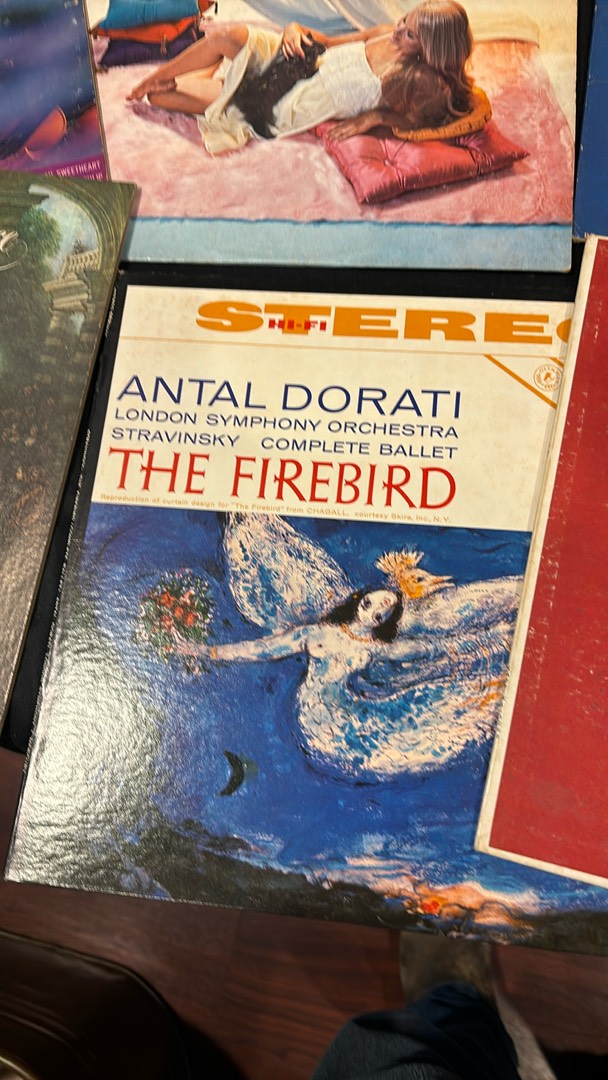 SWEETHEART
STEREO
HI-FI
ANTAL DORATI
LONDON SYMPHONY ORCHESTRA
STRAVINSKY COMPLETE BALLET
THE FIREBIRD
Reproduction of curtain design for "The Firebird" from CHAGALL, courtesy Skira, Inc., N.Y.